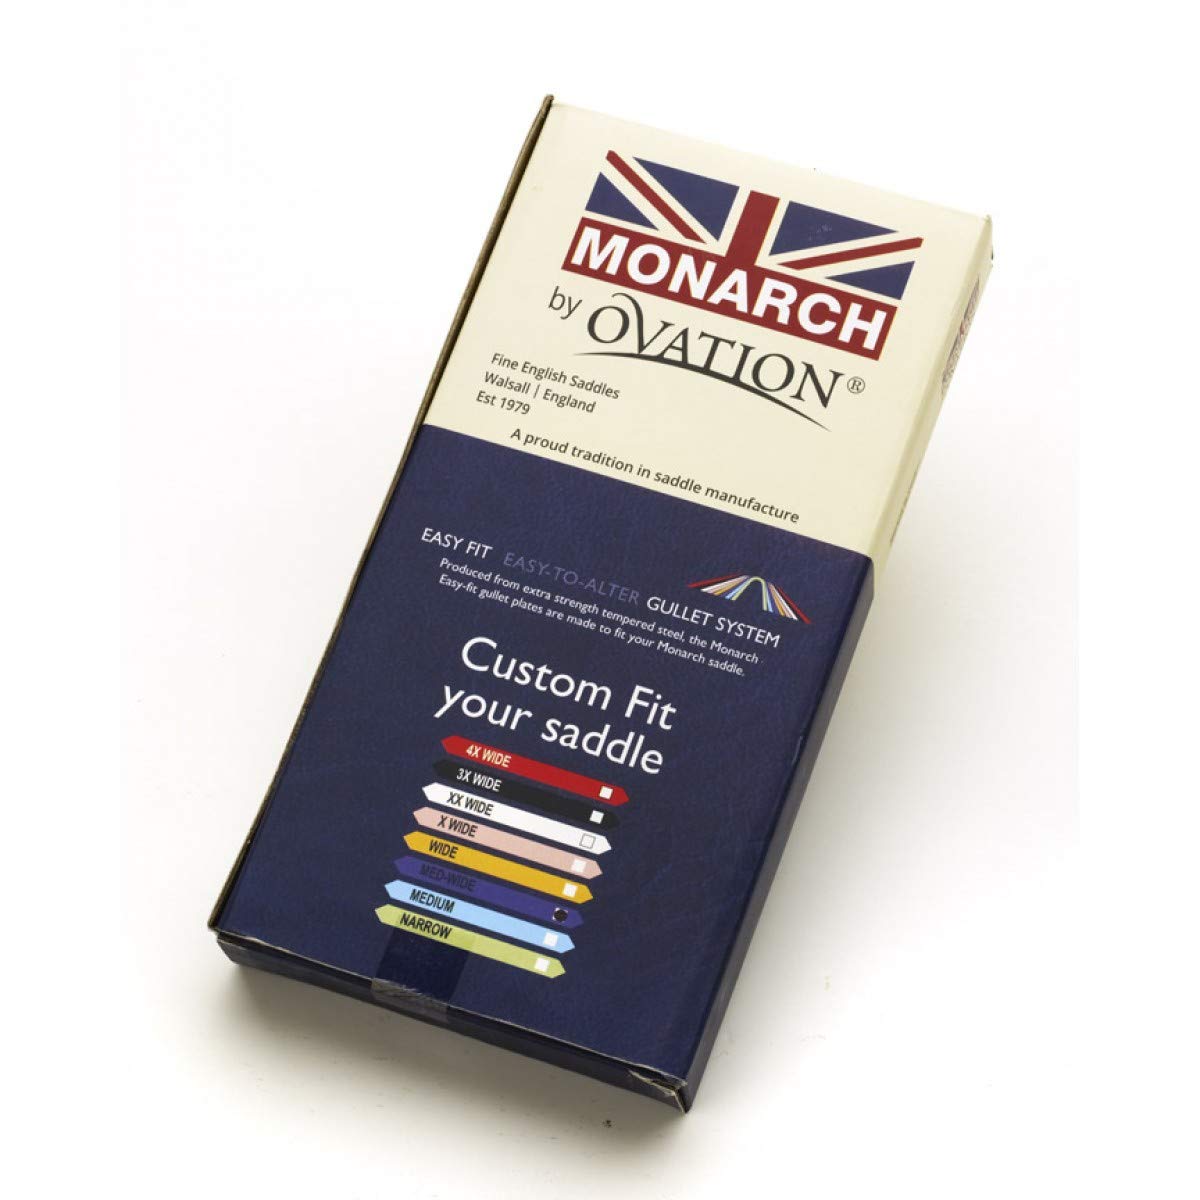 MONARCH
by OVATION®
Fine English Saddles
Walsall | England
Est 1979
A proud tradition in saddle manufacture
EASY FIT EASY-TO-ALTER GULLET SYSTEM
Produced from extra strength tempered steel, the Monarch
Easy-fit gullet plates are made to fit your Monarch saddle.
Custom Fit
your saddle
4X WIDE
3X WIDE
XX WIDE
X WIDE
WIDE
MED-WIDE
MEDIUM
NARROW